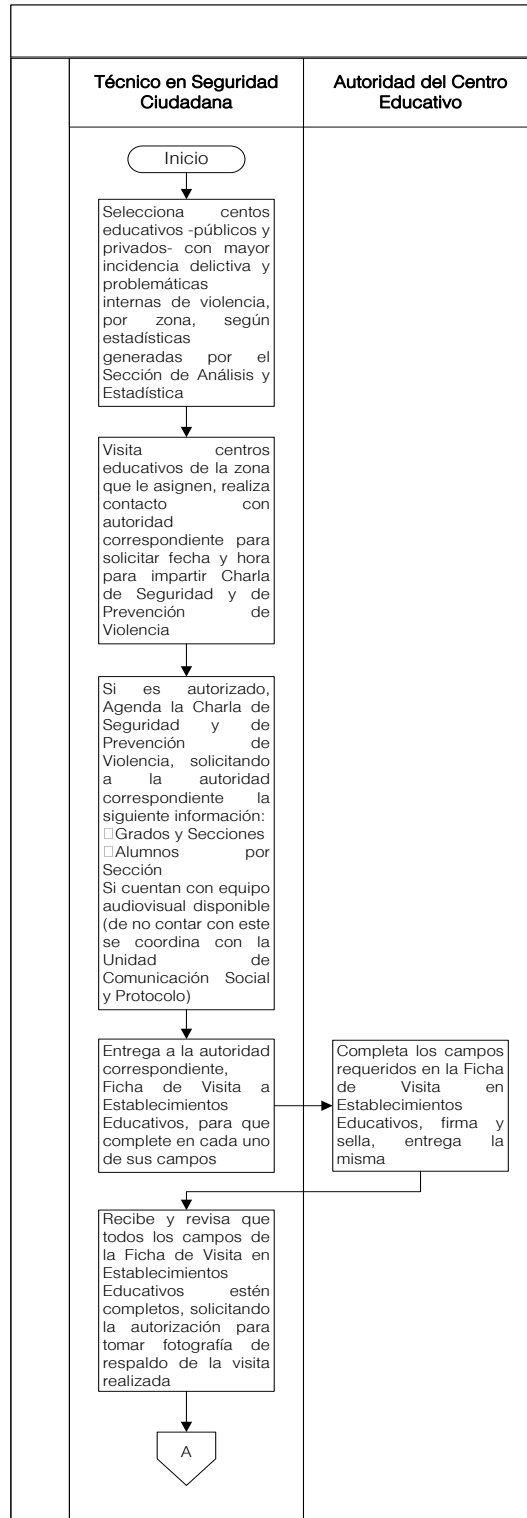 Técnico en Seguridad
Ciudadana
Autoridad del Centro
Educativo
Inicio
Selecciona centos
educativos -públicos y
privados- con mayor
incidencia delictiva y
problemáticas
internas de violencia,
por zona, según
estadísticas
generadas por el
Sección de Análisis y
Estadística
Visita centros
educativos de la zona
que le asignen, realiza
contacto con
autoridad
correspondiente para
solicitar fecha y hora
para impartir Charla
de Seguridad y de
Prevención de
Violencia
Si es autorizado,
Agenda la Charla de
Seguridad y de
Prevención de
Violencia, solicitando
a la autoridad
correspondiente la
siguiente información:
□Grados y Secciones
□Alumnos por
Sección
Si cuentan con equipo
audiovisual disponible
(de no contar con este
se coordina con la
Unidad de
Comunicación Social
y Protocolo)
Entrega a la autoridad
correspondiente,
Ficha de Visita a
Establecimientos
Educativos, para que
complete en cada uno
de sus campos
Completa los campos
requeridos en la Ficha
de Visita en
Establecimientos
Educativos, firma y
sella, entrega la
misma
Recibe y revisa que
todos los campos de
la Ficha de Visita en
Establecimientos
Educativos estén
completos, solicitando
la autorización para
tomar fotografía de
respaldo de la visita
realizada
A